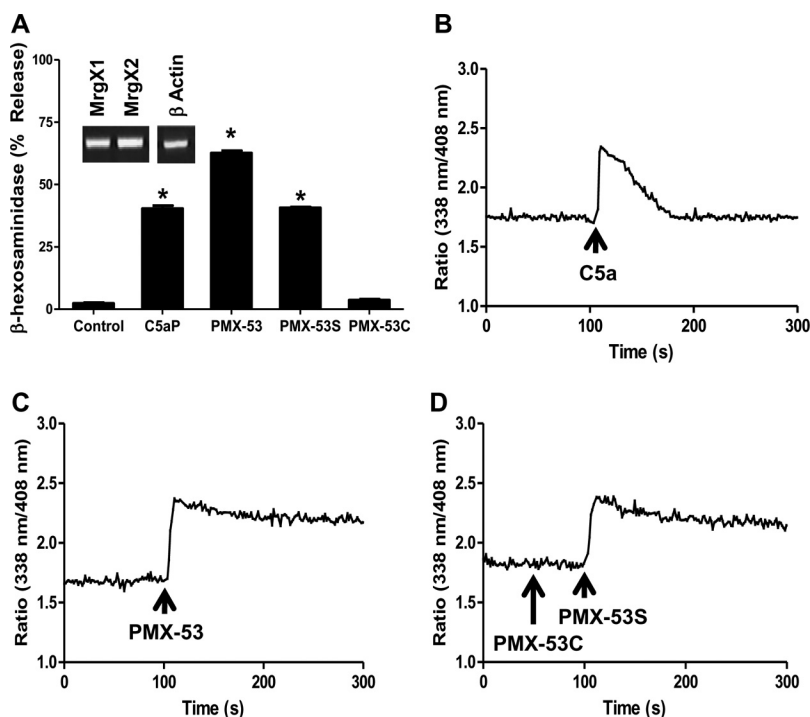 A
β-hexosaminidase (% Release)
100
75
50
25
0
MrgX1
MrgX2
β Actin
*
*
*
Control
C5aP
PMX-53
PMX-53S
PMX-53C
B
Ratio (338 nm/408 nm)
3.0
2.5
2.0
1.5
1.0
C5a
0
100
200
300
Time (s)
C
Ratio (338 nm/408 nm)
3.0
2.5
2.0
1.5
1.0
PMX-53
0
100
200
300
Time (s)
D
Ratio (338 nm/408 nm)
3.0
2.5
2.0
1.5
1.0
PMX-53S
PMX-53C
0
100
200
300
Time (s)